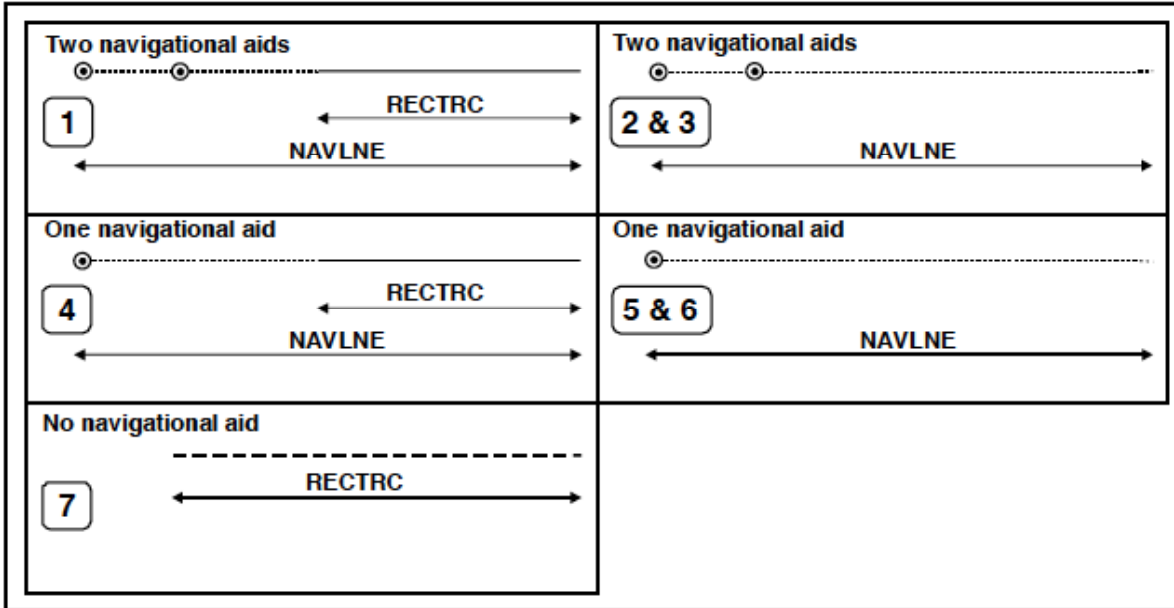 Two navigational aids
RECTRC
1
NAVLNE
Two navigational aids
2 & 3
NAVLNE
One navigational aid
RECTRC
4
NAVLNE
One navigational aid
5 & 6
NAVLNE
No navigational aid
RECTRC
7